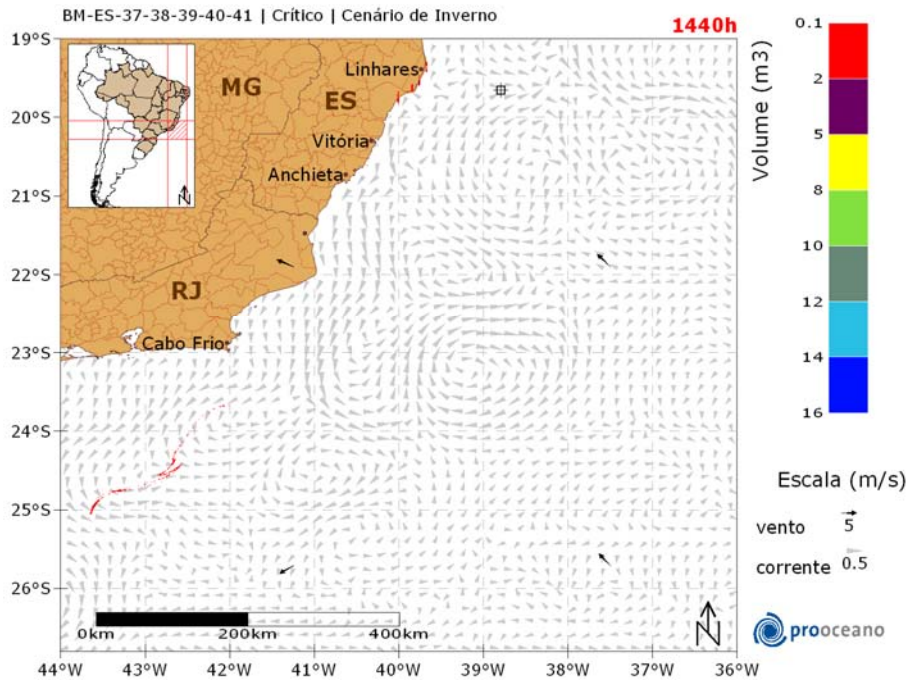 BM-ES-37-38-39-40-41 | Crítico | Cenário de Inverno
1440h
19°S
20°S
21°S
22°S
23°S
24°S
25°S
26°S
MG
ES
RJ
Linhares
Vitória
Anchieta
Cabo Frio
N
0km
200km
400km
N
44°W
43°W
42°W
41°W
40°W
39°W
38°W
37°W
36°W
Volume (m3)
0.1
2
5
8
10
12
14
16
Escala (m/s)
vento 5
corrente 0.5
prooceano